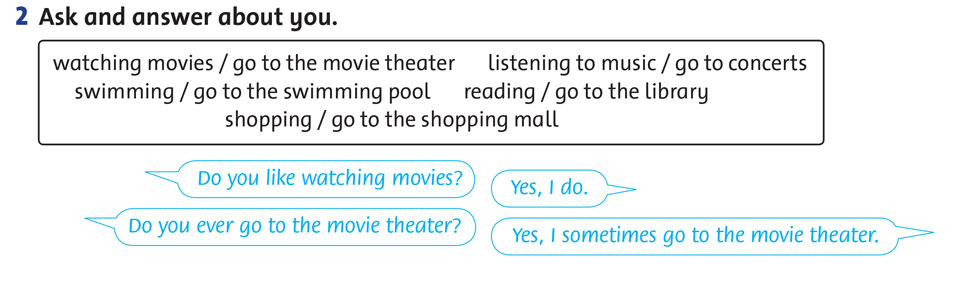 2 Ask and answer about you.
watching movies / go to the movie theater listening to music / go to concerts
swimming / go to the swimming pool reading / go to the library
shopping / go to the shopping mall
Do you like watching movies?
Yes, I do.
Do you ever go to the movie theater?
Yes, I sometimes go to the movie theater.